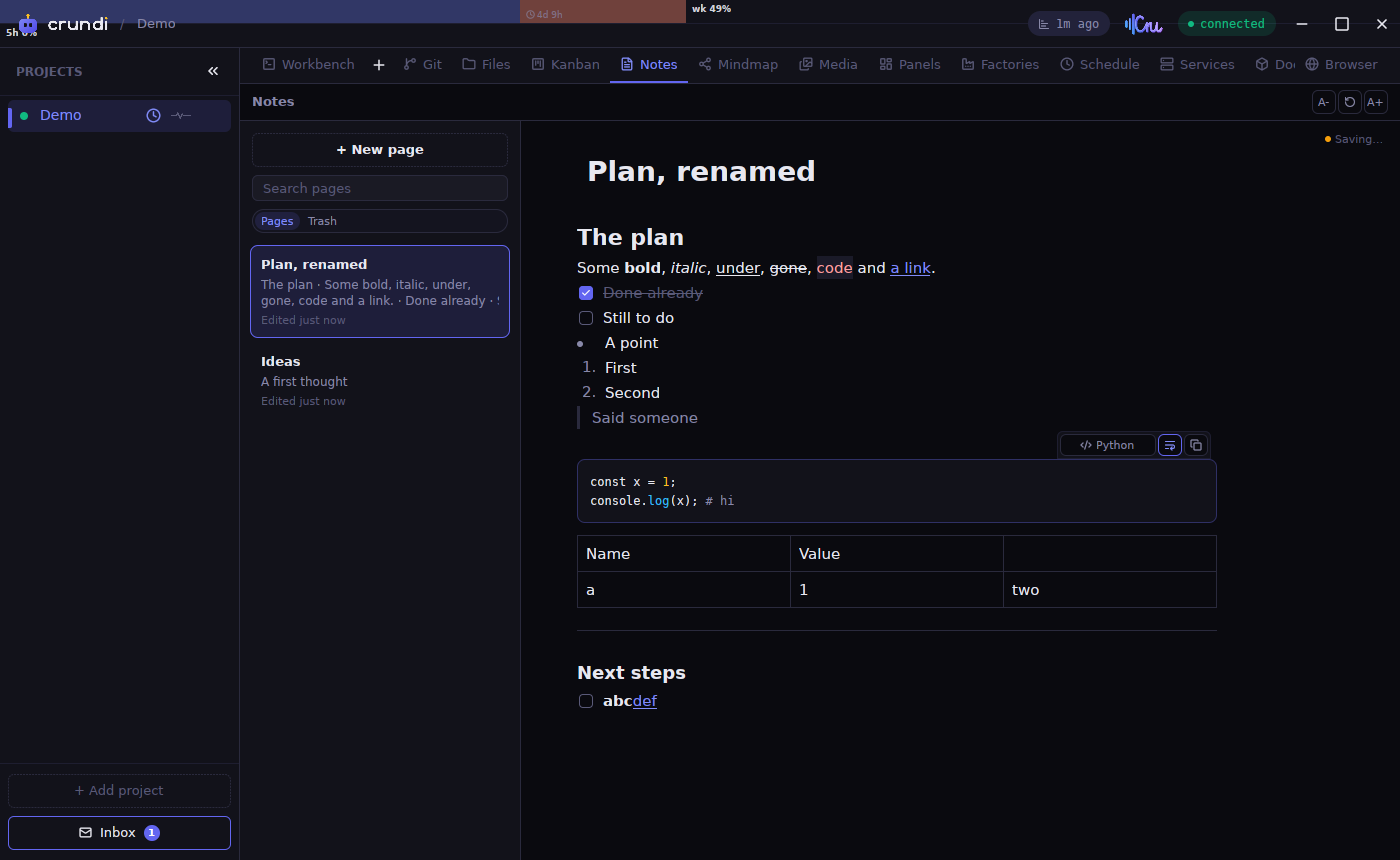 4d 9h
wk 49%
5h 0%
crundi / Demo
1m ago
connected
PROJECTS
Workbench
Git
Files
Kanban
Notes
Mindmap
Media
Panels
Factories
Schedule
Services
Browser
Demo
Notes
A-
A+
+ New page
Saving...
Search pages
Plan, renamed
Pages
Trash
Plan, renamed
The plan · Some bold, italic, under,
gone, code and a link. · Done already ·
Edited just now
Ideas
A first thought
Edited just now
The plan
Some bold, italic, under, gone, code and a link.
Done already
Still to do
A point
1. First
2. Second
Said someone
Python
const x = 1;
console.log(x); # hi
Name Value
a 1 two
Next steps
abcdef
+ Add project
Inbox 1